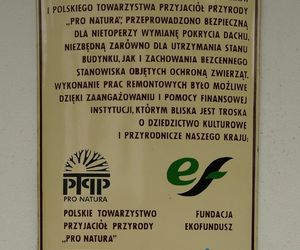 I POLSKIEGO TOWARZYSTWA PRZYJACIÓŁ PRZYRODY
„PRO NATURA”, PRZEPROWADZONO BEZPIECZNĄ
DLA NIETOPERZY WYMIANĘ POKRYCIA DACHU,
NIEZBĘDNĄ ZARÓWNO DLA UTRZYMANIA STANU
BUDYNKU, JAK I ZACHOWANIA BEZCENNEGO
STANOWISKA OBJĘTYCH OCHRONĄ ZWIERZĄT.
WYKONANIE PRAC REMONTOWYCH BYŁO MOŻLIWE
DZIĘKI ZAANGAŻOWANIU I POMOCY FINANSOWEJ
INSTYTUCJI, KTÓRYM BLISKA JEST TROSKA
O DZIEDZICTWO KULTUROWE
I PRZYRODNICZE NASZEGO KRAJU:
PTPP
PRO NATURA
ef
POLSKIE TOWARZYSTWO
PRZYJACIÓŁ PRZYRODY
„PRO NATURA”
FUNDACJA
EKOFUNDUSZ